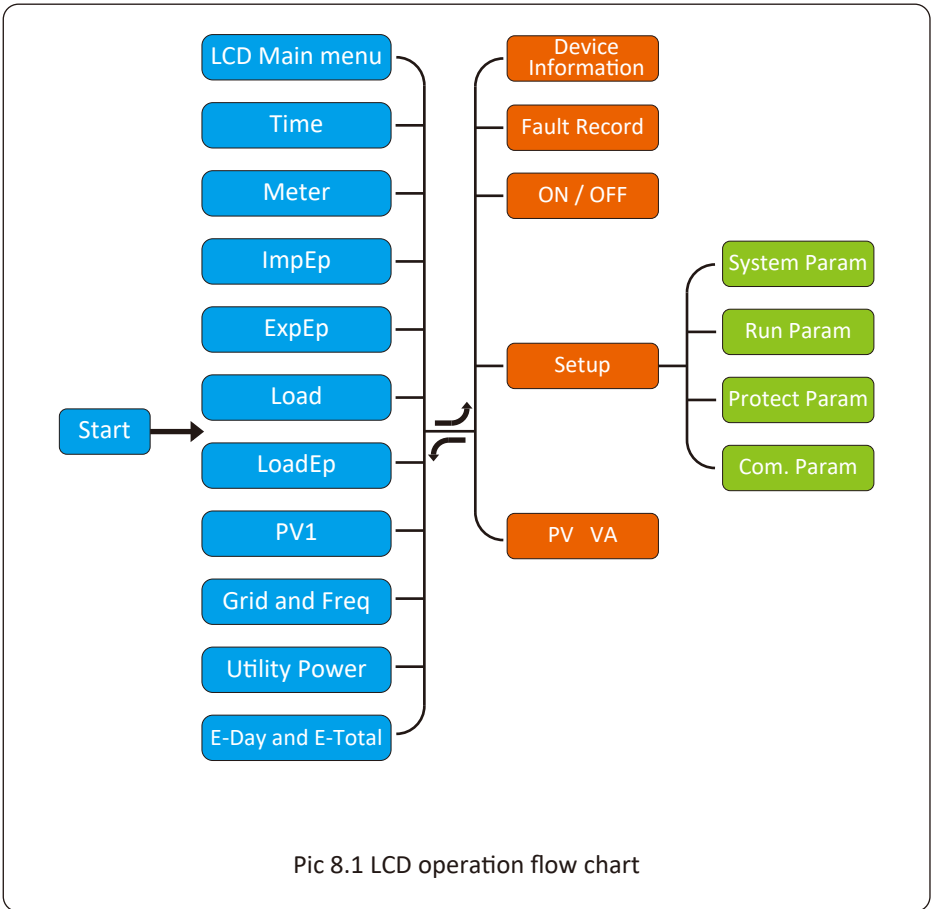 Start
LCD Main menu
Time
Meter
ImpEp
ExpEp
Load
LoadEp
PV1
Grid and Freq
Utility Power
E-Day and E-Total
Device
Information
Fault Record
ON / OFF
Setup
PV VA
System Param
Run Param
Protect Param
Com. Param
Pic 8.1 LCD operation flow chart